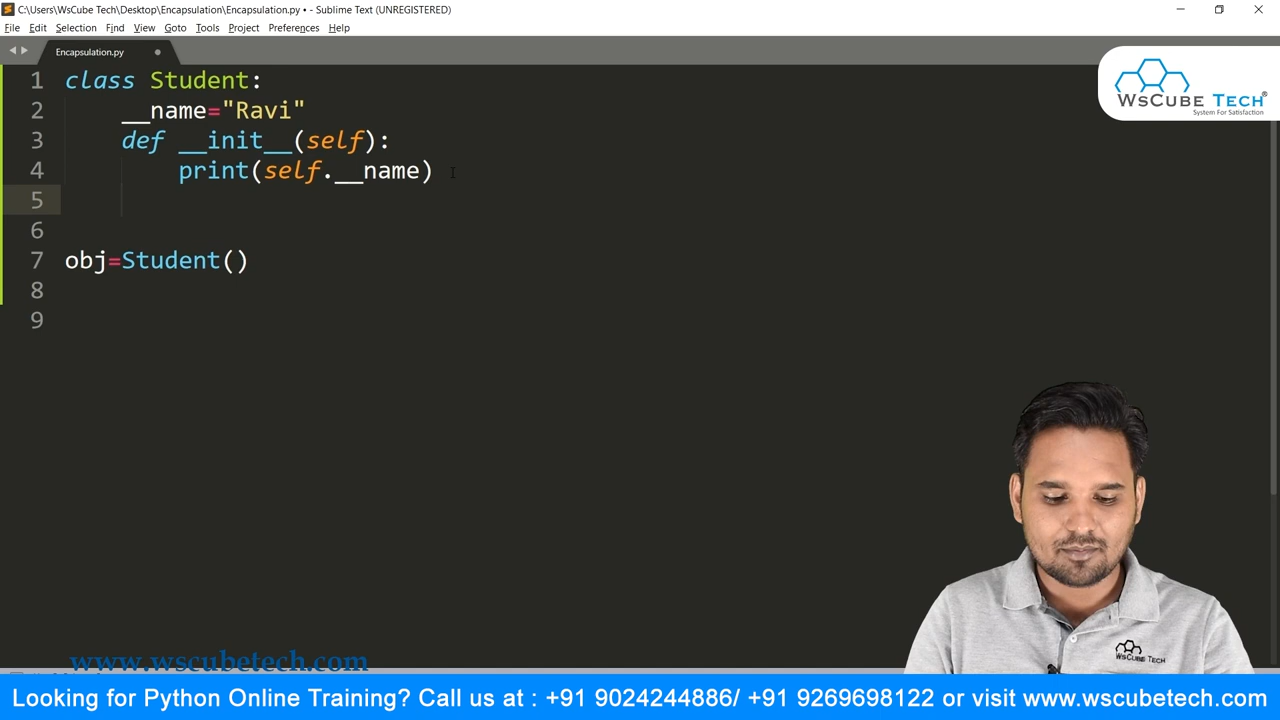 C:\Users\WsCube Tech\Desktop\Encapsulation\Encapsulation.py • - Sublime Text (UNREGISTERED)
File Edit Selection Find View Goto Tools Project Preferences Help
Encapsulation.py
WsCube Tech®
System For Satisfaction
1 class Student:
2 __name="Ravi"
3 def __init__(self):
4 print(self.__name)
5
6
7 obj=Student()
8
9
WsCube Tech
www.wscubetech.com
Looking for Python Online Training? Call us at : +91 9024244886/ +91 9269698122 or visit www.wscubetech.com